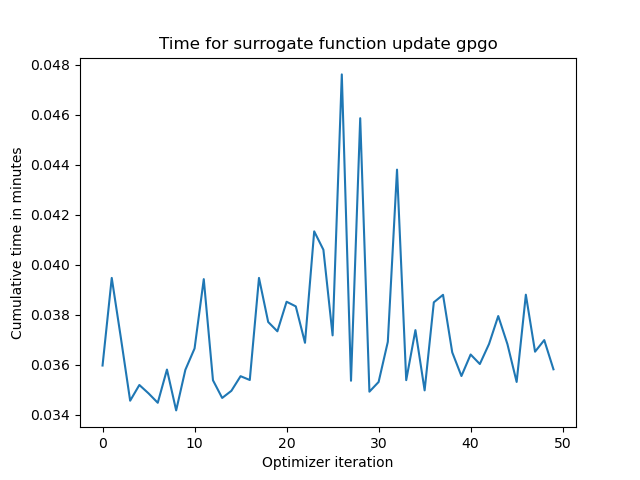 Time for surrogate function update gpgo
Cumulative time in minutes
0.048
0.046
0.044
0.042
0.040
0.038
0.036
0.034
0 10 20 30 40 50
Optimizer iteration